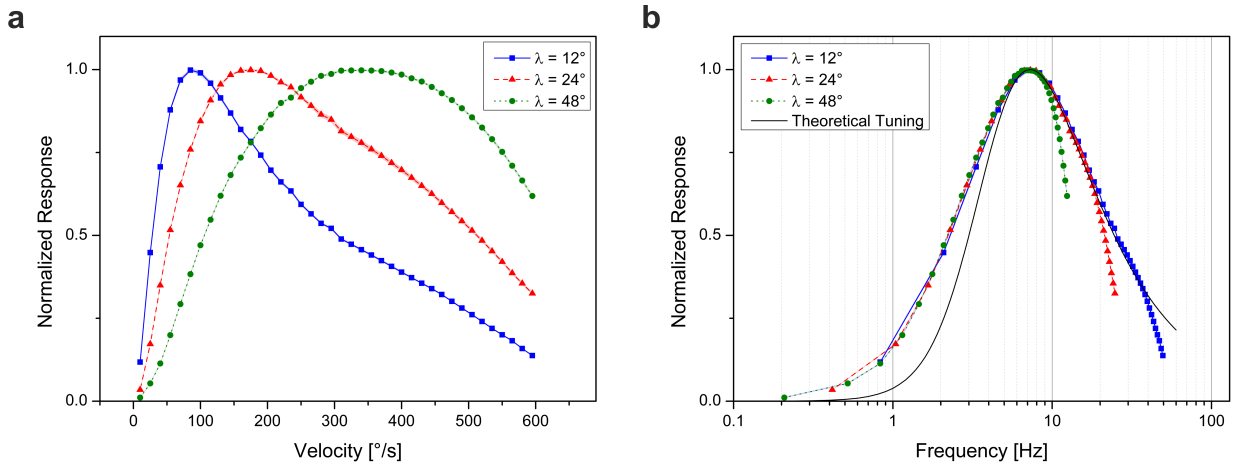 a
Normalized Response
1.0
0.5
0.0
0
100
200
300
400
500
600
Velocity [°/s]
λ = 12°
λ = 24°
λ = 48°
b
Normalized Response
1.0
0.5
0.0
0.1
1
10
100
Frequency [Hz]
λ = 12°
λ = 24°
λ = 48°
Theoretical Tuning